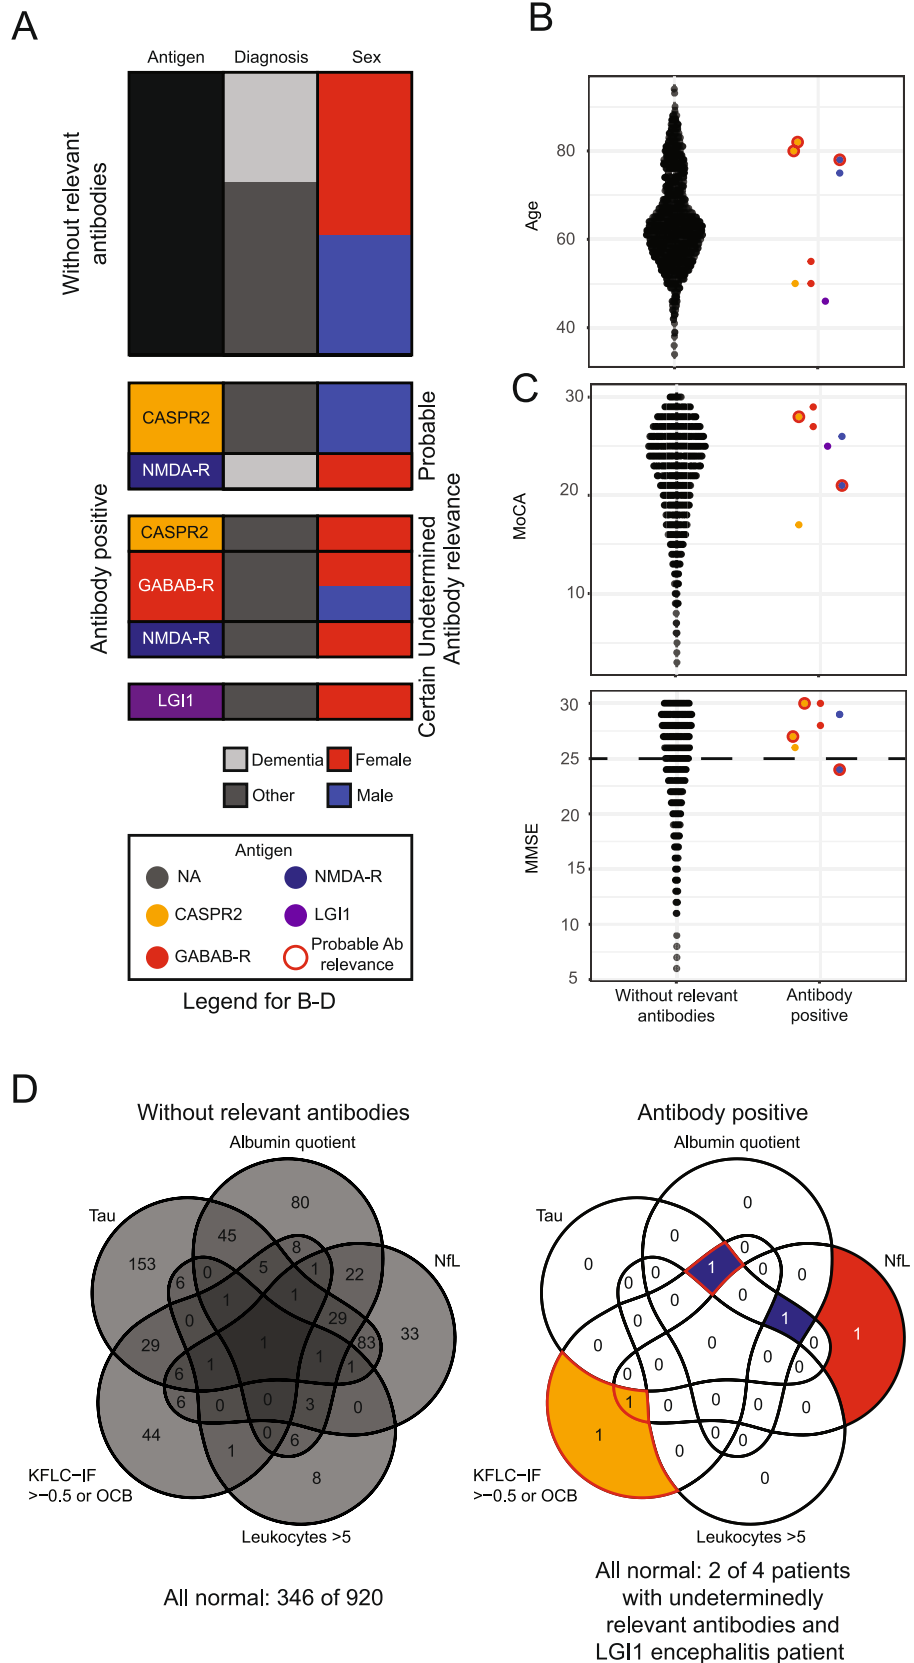 A
Antigen Diagnosis Sex
Without relevant
antibodies
Antibody positive
CASPR2
NMDA-R
Probable
CASPR2
GABAB-R
NMDA-R
Undetermined
LGI1
Certain
Antibody relevance
Dementia Female
Other Male
Antigen
NA NMDA-R
CASPR2 LGI1
GABAB-R Probable Ab
relevance
Legend for B-D
B
Age
80
60
40
C
MoCA
30
20
10
MMSE
30
25
20
15
10
5
Without relevant
antibodies
Antibody
positive
D
Without relevant antibodies
Albumin quotient
Tau
NfL
80
45
8
153
6
0
5
1
22
1
1
0
29
83
33
29
1
1
1
1
6
6
0
0
3
0
44
1
0
6
8
KFLC-IF
>-0.5 or OCB
Leukocytes >5
All normal: 346 of 920
Antibody positive
Albumin quotient
Tau
NfL
0
0
0
0
0
0
1
0
0
0
0
0
1
0
1
0
0
0
0
0
0
1
0
0
0
0
1
0
0
0
0
KFLC-IF
>-0.5 or OCB
Leukocytes >5
All normal: 2 of 4 patients
with undeterminedly
relevant antibodies and
LGI1 encephalitis patient